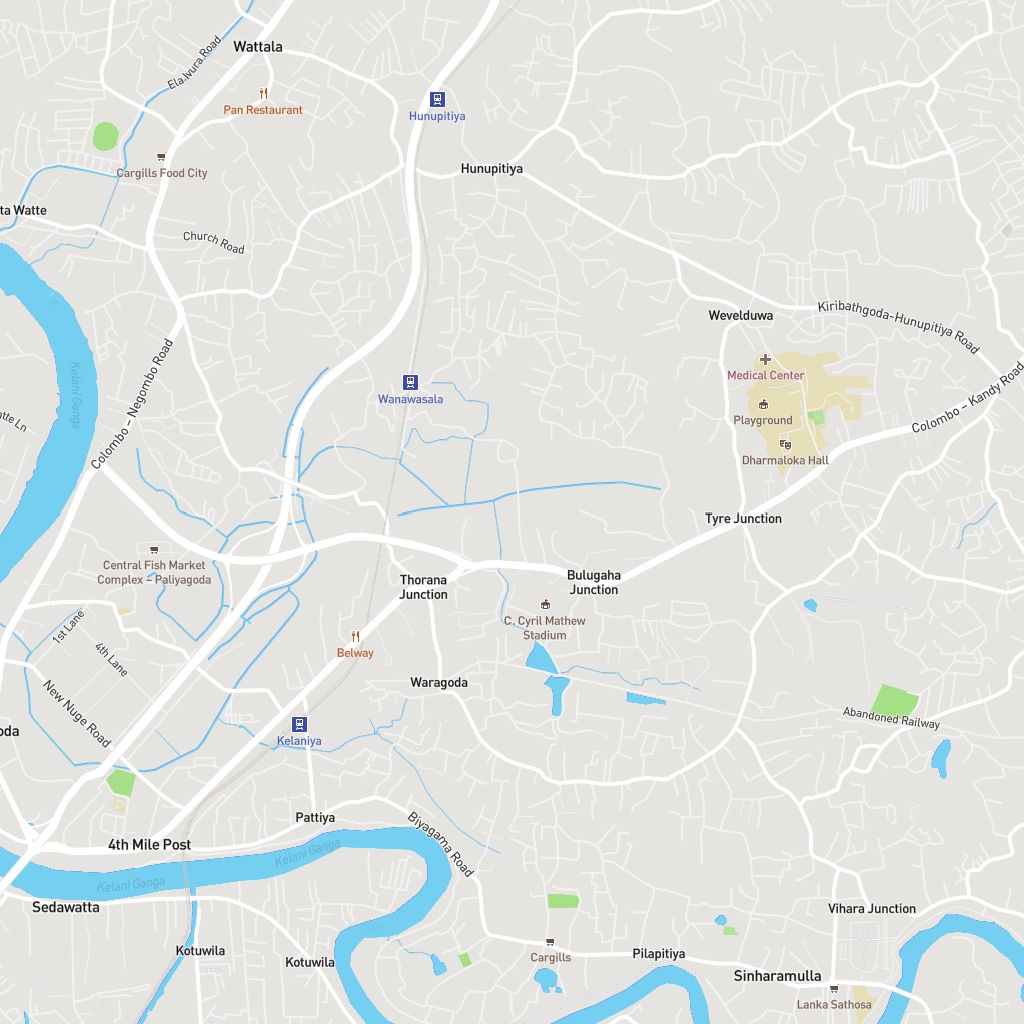 Wattala
Ela Ivura Road
Pan Restaurant
Hunupitiya
Cargills Food City
Hunupitiya
ta Watte
Church Road
Kiribathgoda-Hunupitiya Road
Wevelduwa
Kelani Ganga
Colombo – Negombo Road
Medical Center
Wanawasala
Colombo – Kandy Road
atte Ln
Playground
Dharmaloka Hall
Tyre Junction
Central Fish Market
Complex – Paliyagoda
Thorana
Junction
Bulugaha
Junction
1st Lane
C. Cyril Mathew
Stadium
4th Lane
Belway
Waragoda
New Nuge Road
Abandoned Railway
oda
Kelaniya
Pattiya
Biyagama Road
4th Mile Post
Kelani Ganga
Kelani Ganga
Sedawatta
Vihara Junction
Kotuwila
Kotuwila
Cargills
Pilapitiya
Sinharamulla
Lanka Sathosa